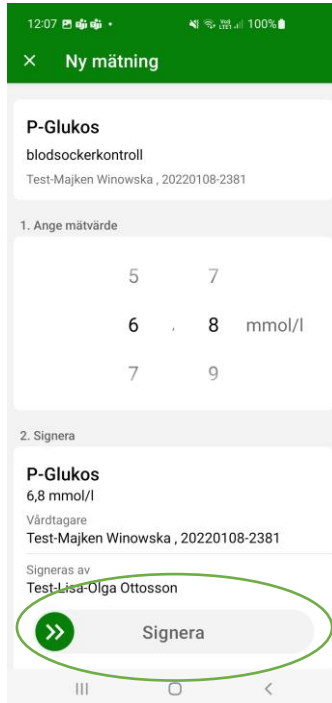 12:07 100%
Ny mätning
P-Glukos
blodsockerkontroll
Test-Majken Winowska , 20220108-2381
1. Ange mätvärde
5 7
6 , 8 mmol/l
7 9
2. Signera
P-Glukos
6,8 mmol/l
Vårdtagare
Test-Majken Winowska , 20220108-2381
Signeras av
Test-Lisa-Olga Ottosson
Signera